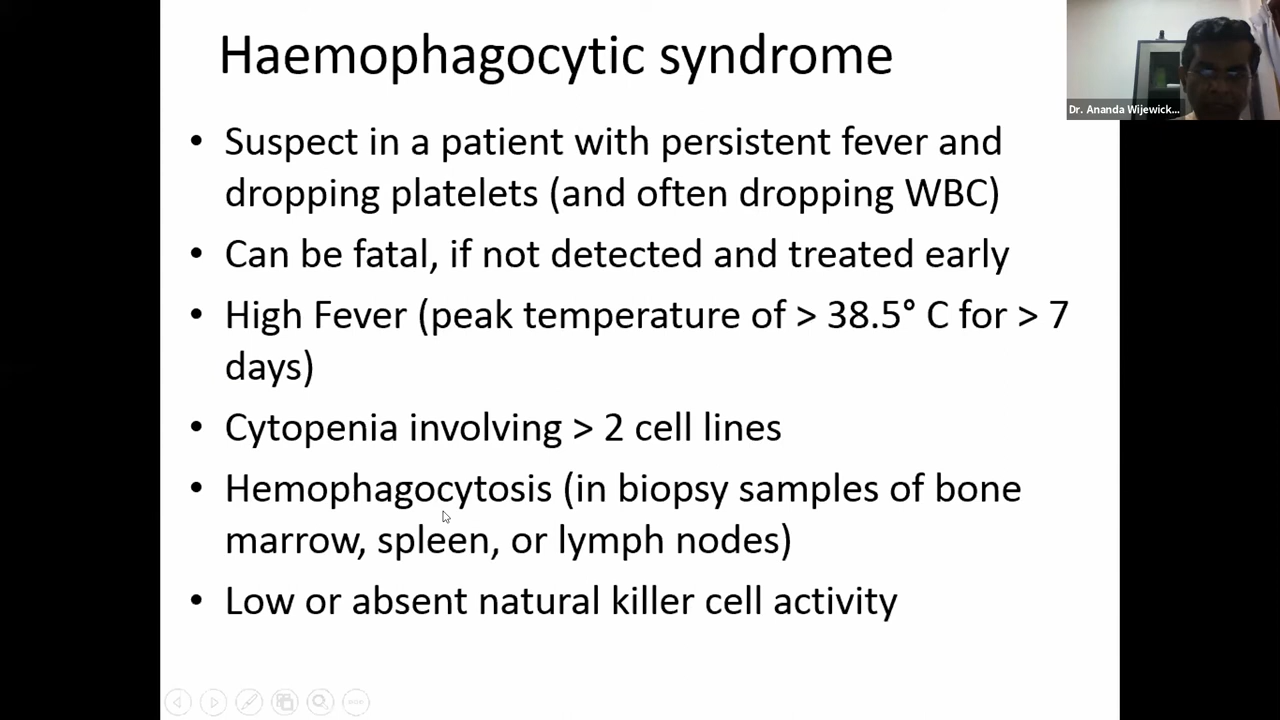 Haemophagocytic syndrome
Dr. Ananda Wijewick...
• Suspect in a patient with persistent fever and
dropping platelets (and often dropping WBC)
• Can be fatal, if not detected and treated early
• High Fever (peak temperature of > 38.5° C for > 7
days)
• Cytopenia involving > 2 cell lines
• Hemophagocytosis (in biopsy samples of bone
marrow, spleen, or lymph nodes)
• Low or absent natural killer cell activity